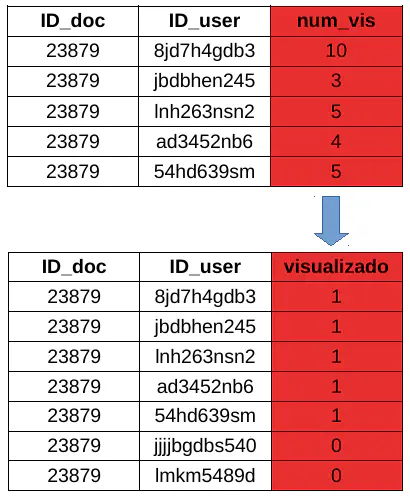 ID_doc ID_user num_vis
23879 8jd7h4gdb3 10
23879 jbdbhen245 3
23879 lnh263nsn2 5
23879 ad3452nb6 4
23879 54hd639sm 5
ID_doc ID_user visualizado
23879 8jd7h4gdb3 1
23879 jbdbhen245 1
23879 lnh263nsn2 1
23879 ad3452nb6 1
23879 54hd639sm 1
23879 jjjjbgdbs540 0
23879 lmkm5489d 0